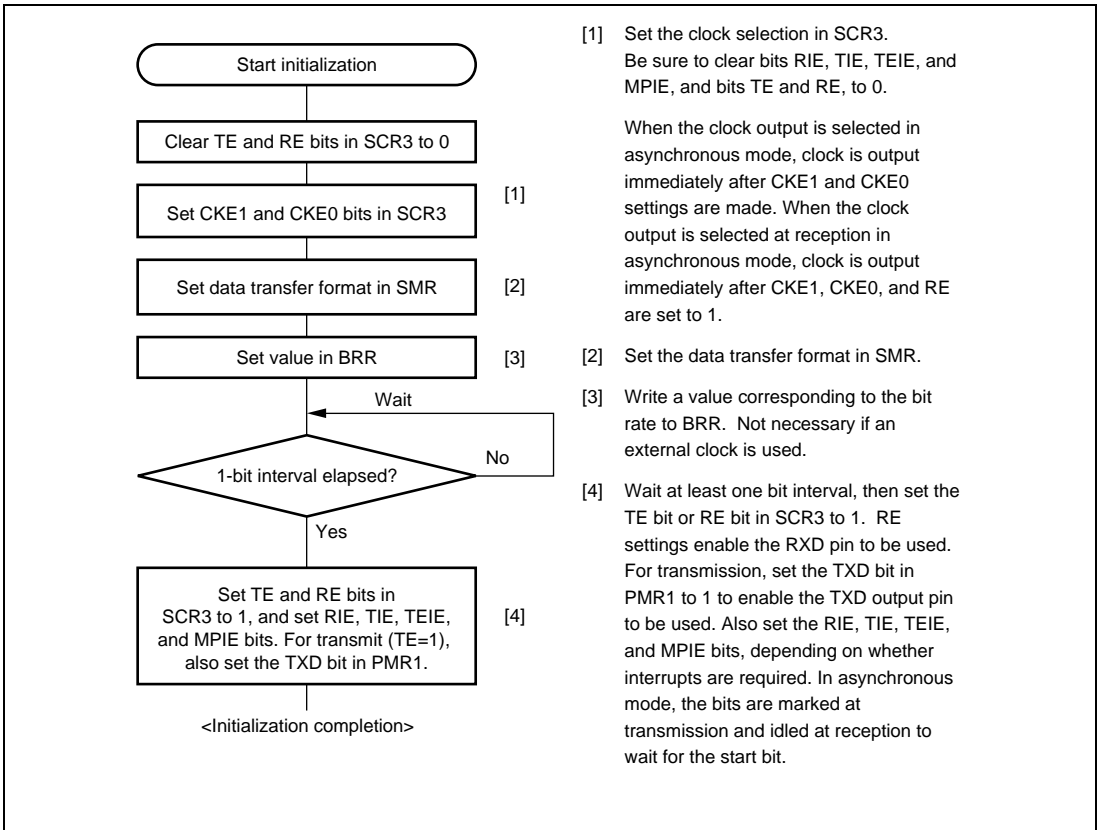 Start initialization
Clear TE and RE bits in SCR3 to 0
Set CKE1 and CKE0 bits in SCR3
[1]
Set data transfer format in SMR
[2]
Set value in BRR
[3]
Wait
1-bit interval elapsed?
No
Yes
Set TE and RE bits in
SCR3 to 1, and set RIE, TIE, TEIE,
and MPIE bits. For transmit (TE=1),
also set the TXD bit in PMR1.
[4]
<Initialization completion>
[1] Set the clock selection in SCR3.
Be sure to clear bits RIE, TIE, TEIE, and
MPIE, and bits TE and RE, to 0.
When the clock output is selected in
asynchronous mode, clock is output
immediately after CKE1 and CKE0
settings are made. When the clock
output is selected at reception in
asynchronous mode, clock is output
immediately after CKE1, CKE0, and RE
are set to 1.
[2] Set the data transfer format in SMR.
[3] Write a value corresponding to the bit
rate to BRR. Not necessary if an
external clock is used.
[4] Wait at least one bit interval, then set the
TE bit or RE bit in SCR3 to 1. RE
settings enable the RXD pin to be used.
For transmission, set the TXD bit in
PMR1 to 1 to enable the TXD output pin
to be used. Also set the RIE, TIE, TEIE,
and MPIE bits, depending on whether
interrupts are required. In asynchronous
mode, the bits are marked at
transmission and idled at reception to
wait for the start bit.